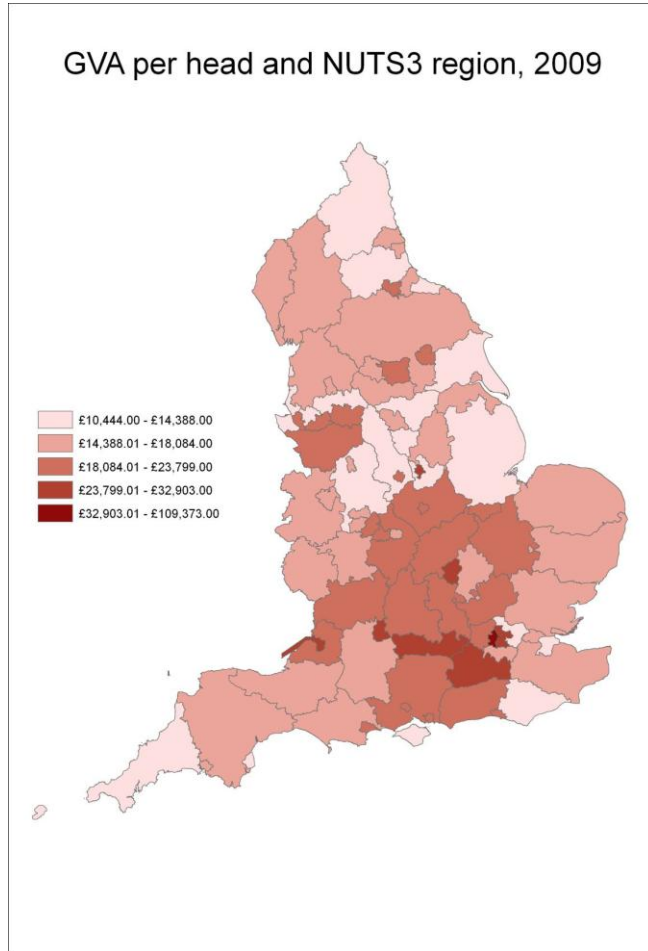 GVA per head and NUTS3 region, 2009
£10,444.00 - £14,388.00
£14,388.01 - £18,084.00
£18,084.01 - £23,799.00
£23,799.01 - £32,903.00
£32,903.01 - £109,373.00